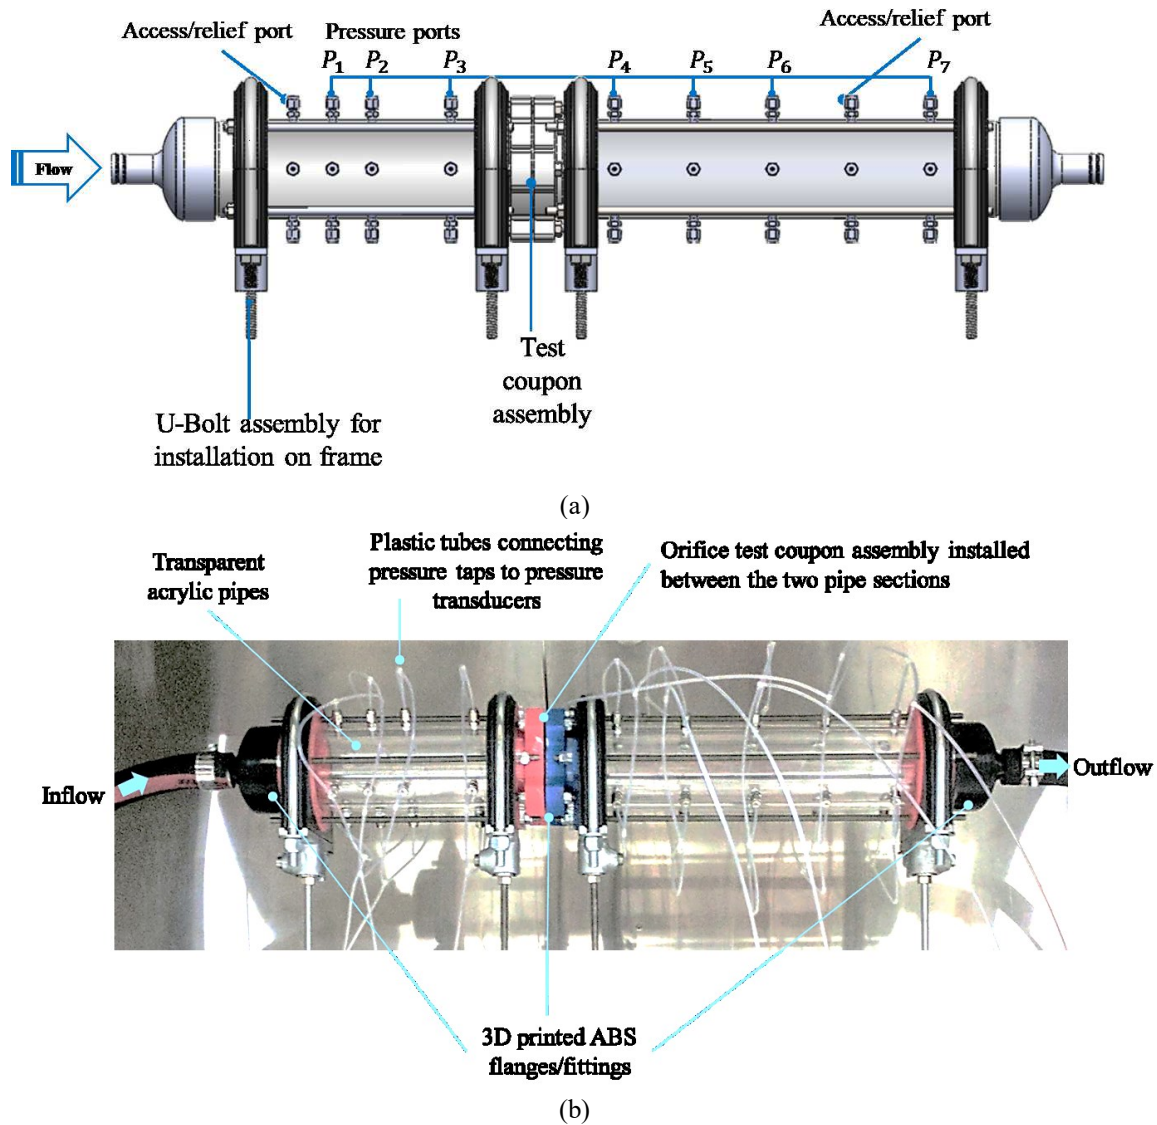 Access/relief port
Pressure ports
Access/relief port
P1 P2 P3 P4 P5 P6 P7
Flow
Test
coupon
assembly
U-Bolt assembly for
installation on frame
(a)
Transparent
acrylic pipes
Plastic tubes connecting
pressure taps to pressure
transducers
Orifice test coupon assembly installed
between the two pipe sections
Inflow
Outflow
3D printed ABS
flanges/fittings
(b)